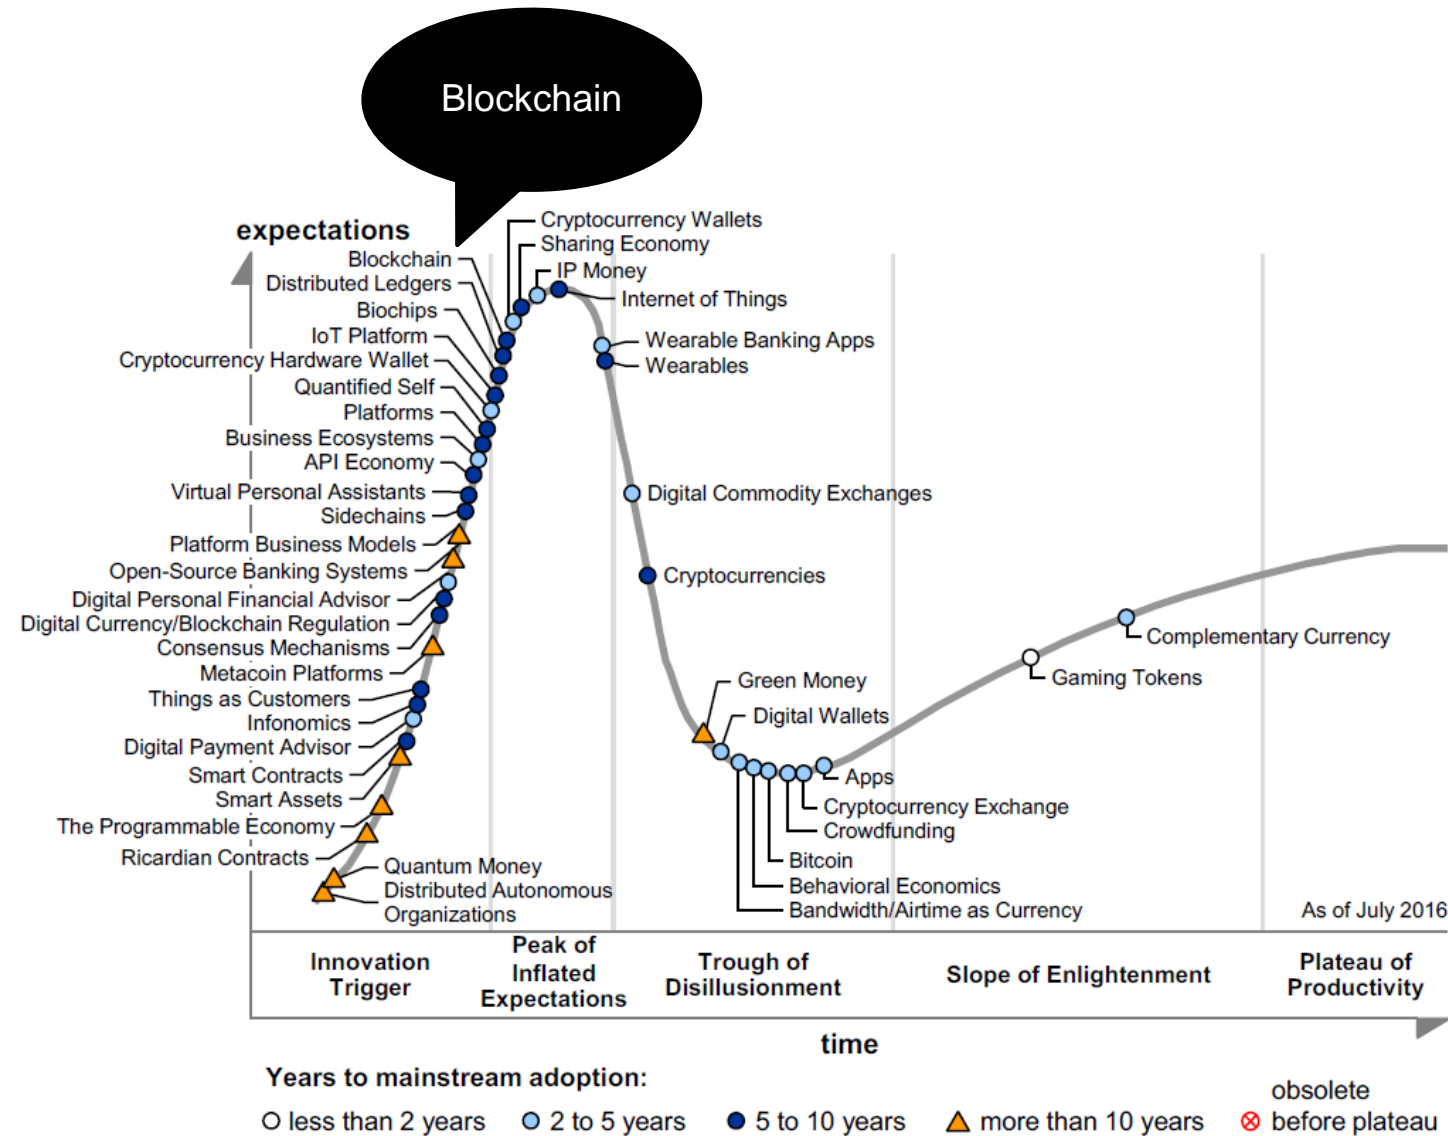 Blockchain
expectations
Cryptocurrency Wallets
Sharing Economy
Blockchain
IP Money
Distributed Ledgers
Internet of Things
Biochips
IoT Platform
Wearable Banking Apps
Cryptocurrency Hardware Wallet
Wearables
Quantified Self
Platforms
Business Ecosystems
API Economy
Virtual Personal Assistants
Digital Commodity Exchanges
Sidechains
Platform Business Models
Open-Source Banking Systems
Cryptocurrencies
Digital Personal Financial Advisor
Digital Currency/Blockchain Regulation
Consensus Mechanisms
Complementary Currency
Metacoin Platforms
Gaming Tokens
Green Money
Things as Customers
Digital Wallets
Infonomics
Digital Payment Advisor
Smart Contracts
Apps
Smart Assets
Cryptocurrency Exchange
The Programmable Economy
Crowdfunding
Ricardian Contracts
Bitcoin
Quantum Money
Behavioral Economics
Distributed Autonomous
Organizations
Bandwidth/Airtime as Currency
As of July 2016
Innovation
Trigger
Peak of
Inflated
Expectations
Trough of
Disillusionment
Slope of Enlightenment
Plateau of
Productivity
time
Years to mainstream adoption:
less than 2 years
2 to 5 years
5 to 10 years
more than 10 years
obsolete
before plateau